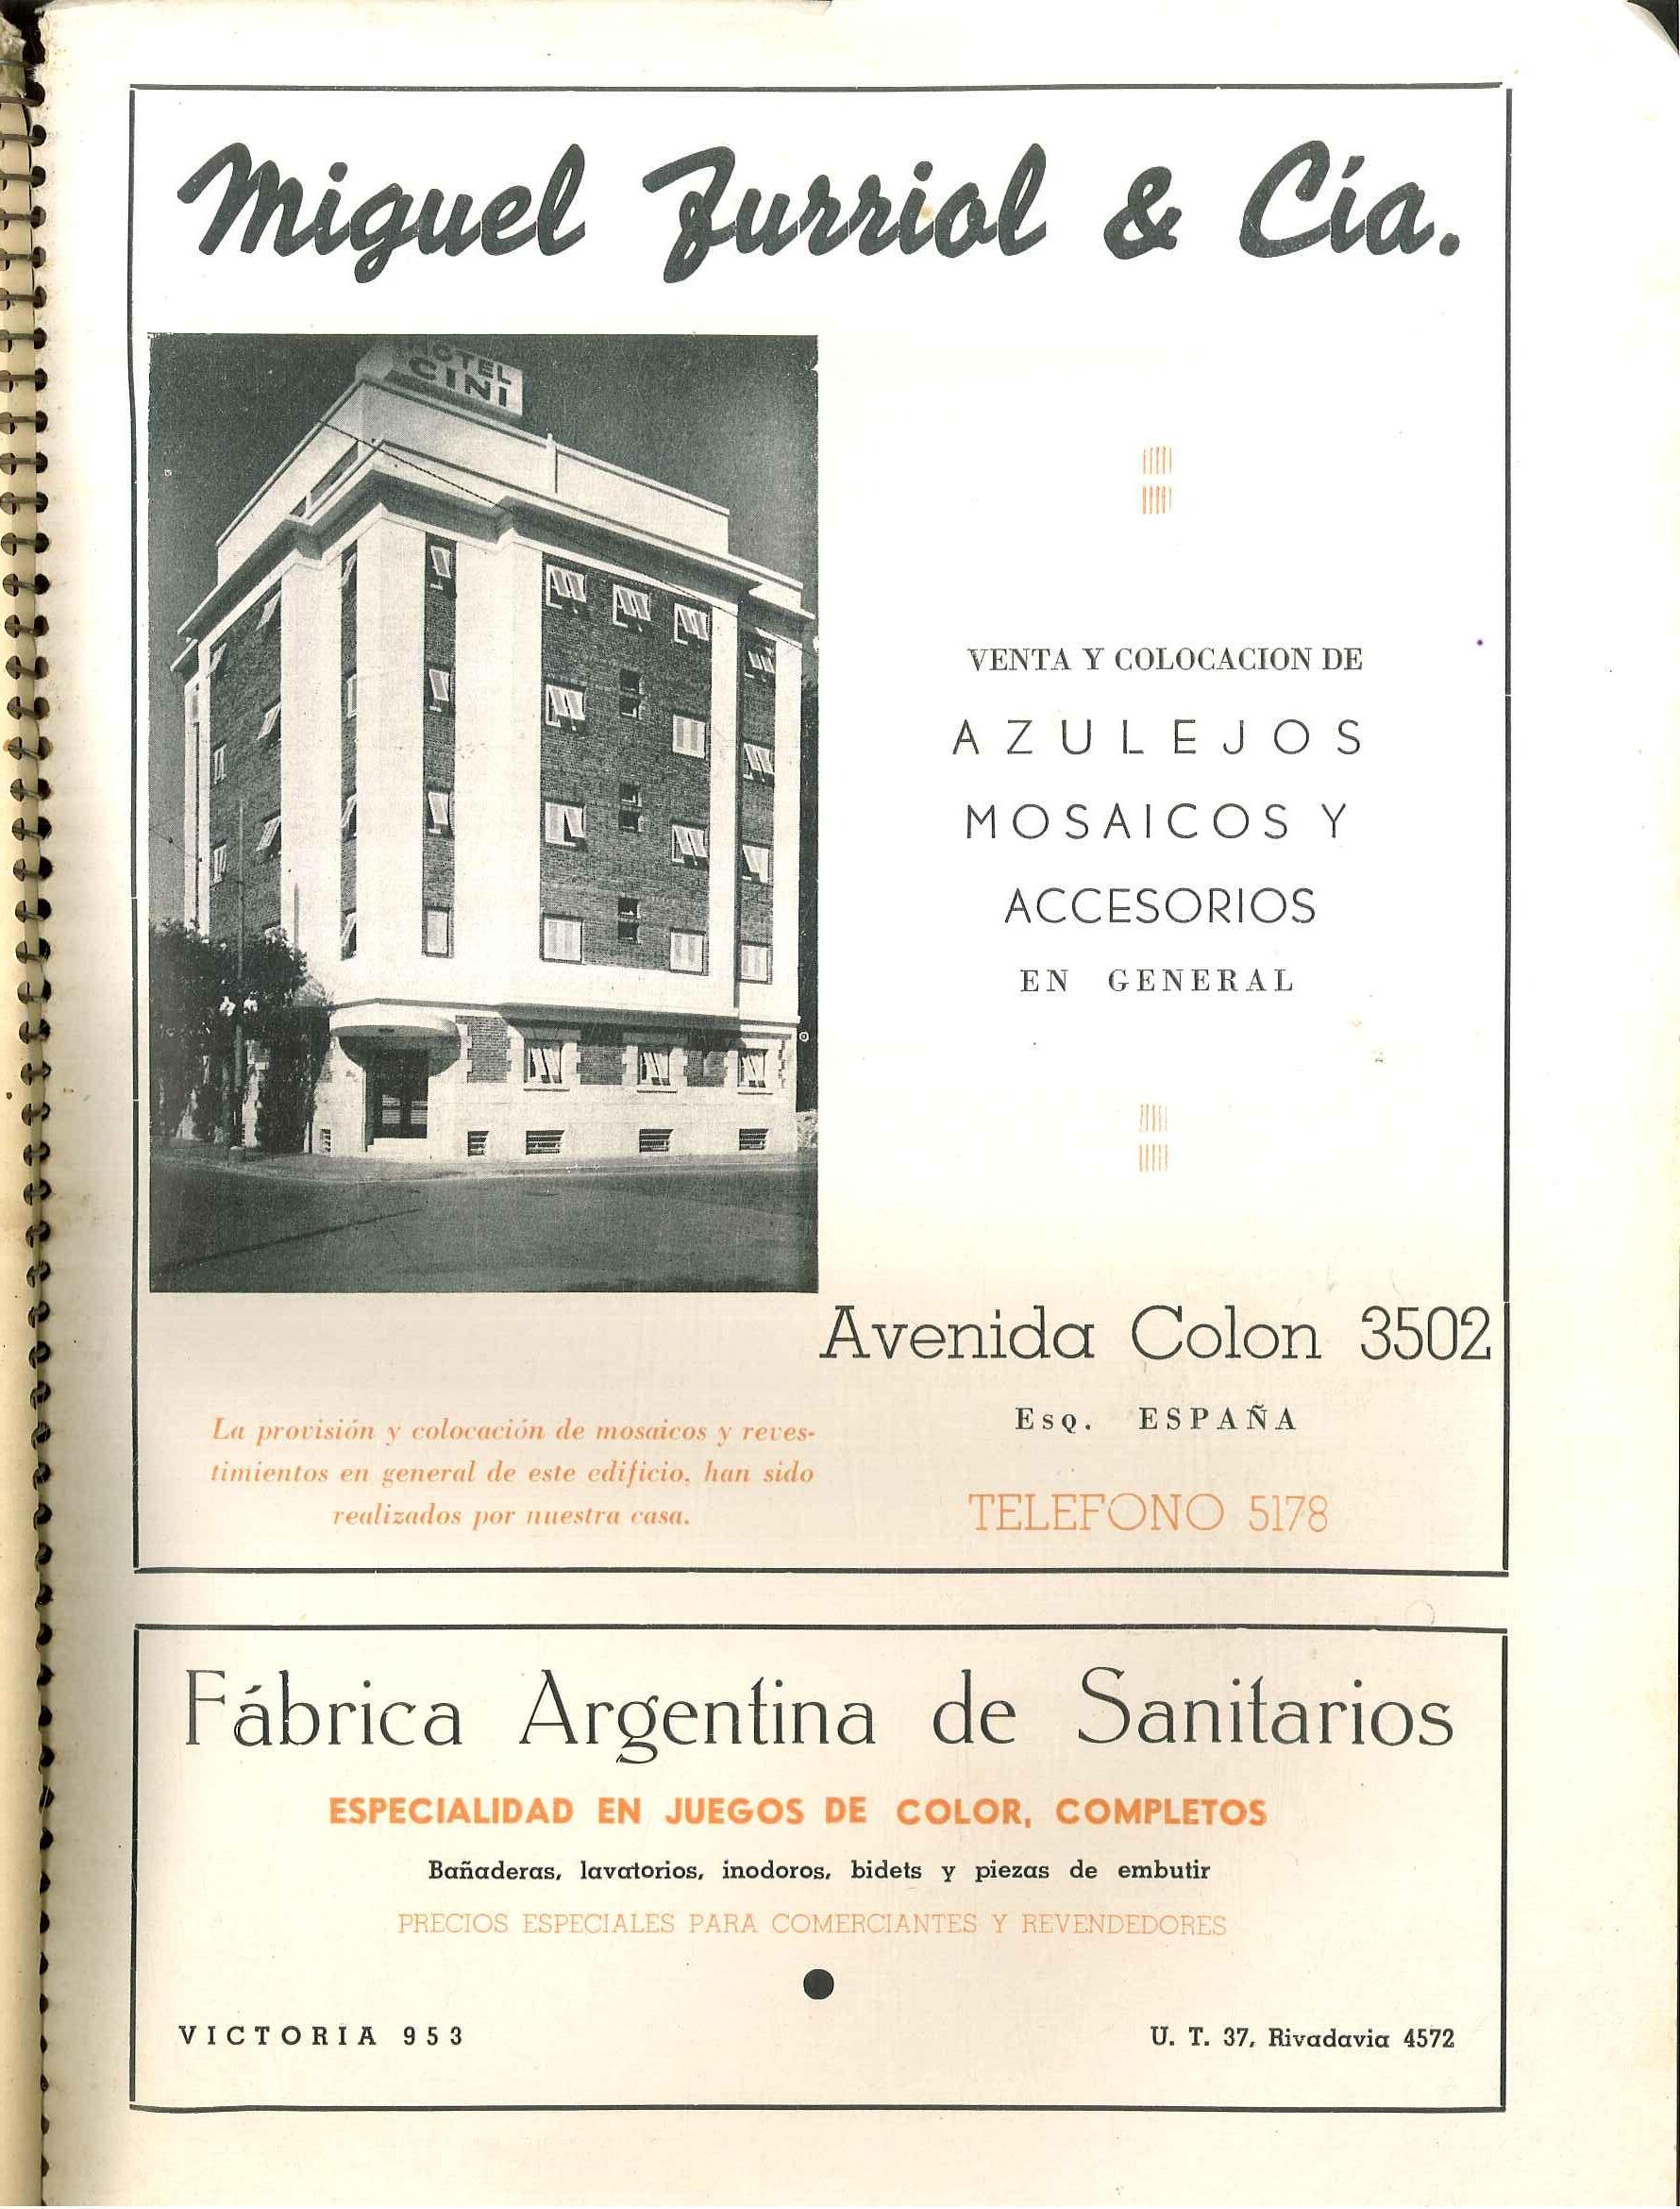 Miguel Furriol & Cía.
HOTEL
CINI
VENTA Y COLOCACION DE
AZULEJOS
MOSAICOS Y
ACCESORIOS
EN GENERAL
Avenida Colon 3502
Esq. ESPAÑA
TELEFONO 5178
La provisión y colocación de mosaicos y reves-
timientos en general de este edificio, han sido
realizados por nuestra casa.
Fábrica Argentina de Sanitarios
ESPECIALIDAD EN JUEGOS DE COLOR, COMPLETOS
Bañaderas, lavatorios, inodoros, bidets y piezas de embutir
PRECIOS ESPECIALES PARA COMERCIANTES Y REVENDEDORES
VICTORIA 953
U. T. 37, Rivadavia 4572